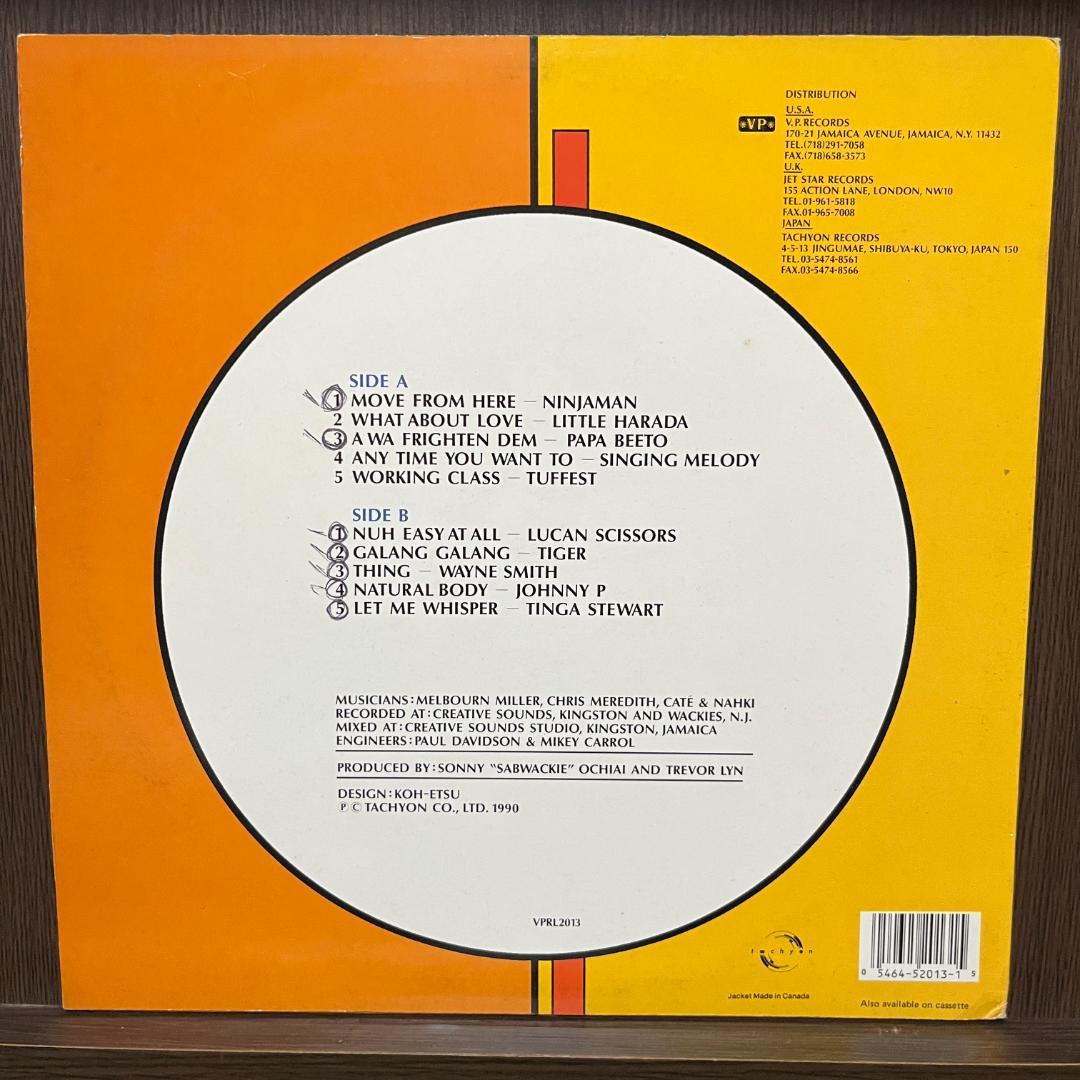 DISTRIBUTION
U.S.A.
VP
V.P. RECORDS
170-21 JAMAICA AVENUE, JAMAICA, N.Y. 11432
TEL.(718)291-7058
FAX.(718)658-3573
U.K.
JET STAR RECORDS
155 ACTION LANE, LONDON, NW10
TEL.01-961-5818
FAX.01-965-7008
JAPAN
TACHYON RECORDS
4-5-13 JINGUMAE, SHIBUYA-KU, TOKYO, JAPAN 150
TEL.03-5474-8561
FAX.03-5474-8566
SIDE A
1 MOVE FROM HERE — NINJAMAN
2 WHAT ABOUT LOVE — LITTLE HARADA
3 A WA FRIGHTEN DEM — PAPA BEETO
4 ANY TIME YOU WANT TO — SINGING MELODY
5 WORKING CLASS — TUFFEST
SIDE B
1 NUH EASY AT ALL — LUCAN SCISSORS
2 GALANG GALANG — TIGER
3 THING — WAYNE SMITH
4 NATURAL BODY — JOHNNY P
5 LET ME WHISPER — TINGA STEWART
MUSICIANS:MELBOURN MILLER, CHRIS MEREDITH, CATÉ & NAHKI
RECORDED AT:CREATIVE SOUNDS, KINGSTON AND WACKIES, N.J.
MIXED AT:CREATIVE SOUNDS STUDIO, KINGSTON, JAMAICA
ENGINEERS:PAUL DAVIDSON & MIKEY CARROL
PRODUCED BY:SONNY "SABWACKIE" OCHIAI AND TREVOR LYN
DESIGN:KOH-ETSU
℗ © TACHYON CO., LTD. 1990
VPRL2013
tachyon
Jacket Made in Canada
0 5464-52013-1 5
Also available on cassette